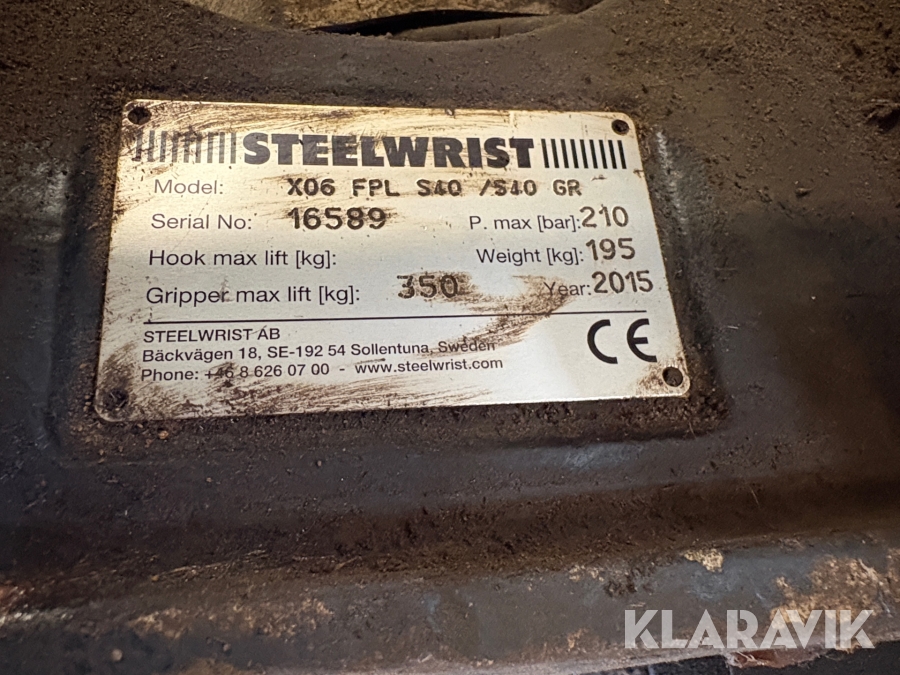 STEELWRIST
Model: X06 FPL S40 /S40 GR
Serial No: 16589 P. max [bar]: 210
Hook max lift [kg]: Weight [kg]: 195
Gripper max lift [kg]: 350 Year: 2015
STEELWRIST AB
Bäckvägen 18, SE-192 54 Sollentuna, Sweden
Phone: +46 8 626 07 00 - www.steelwrist.com
CE
KLARAVIK